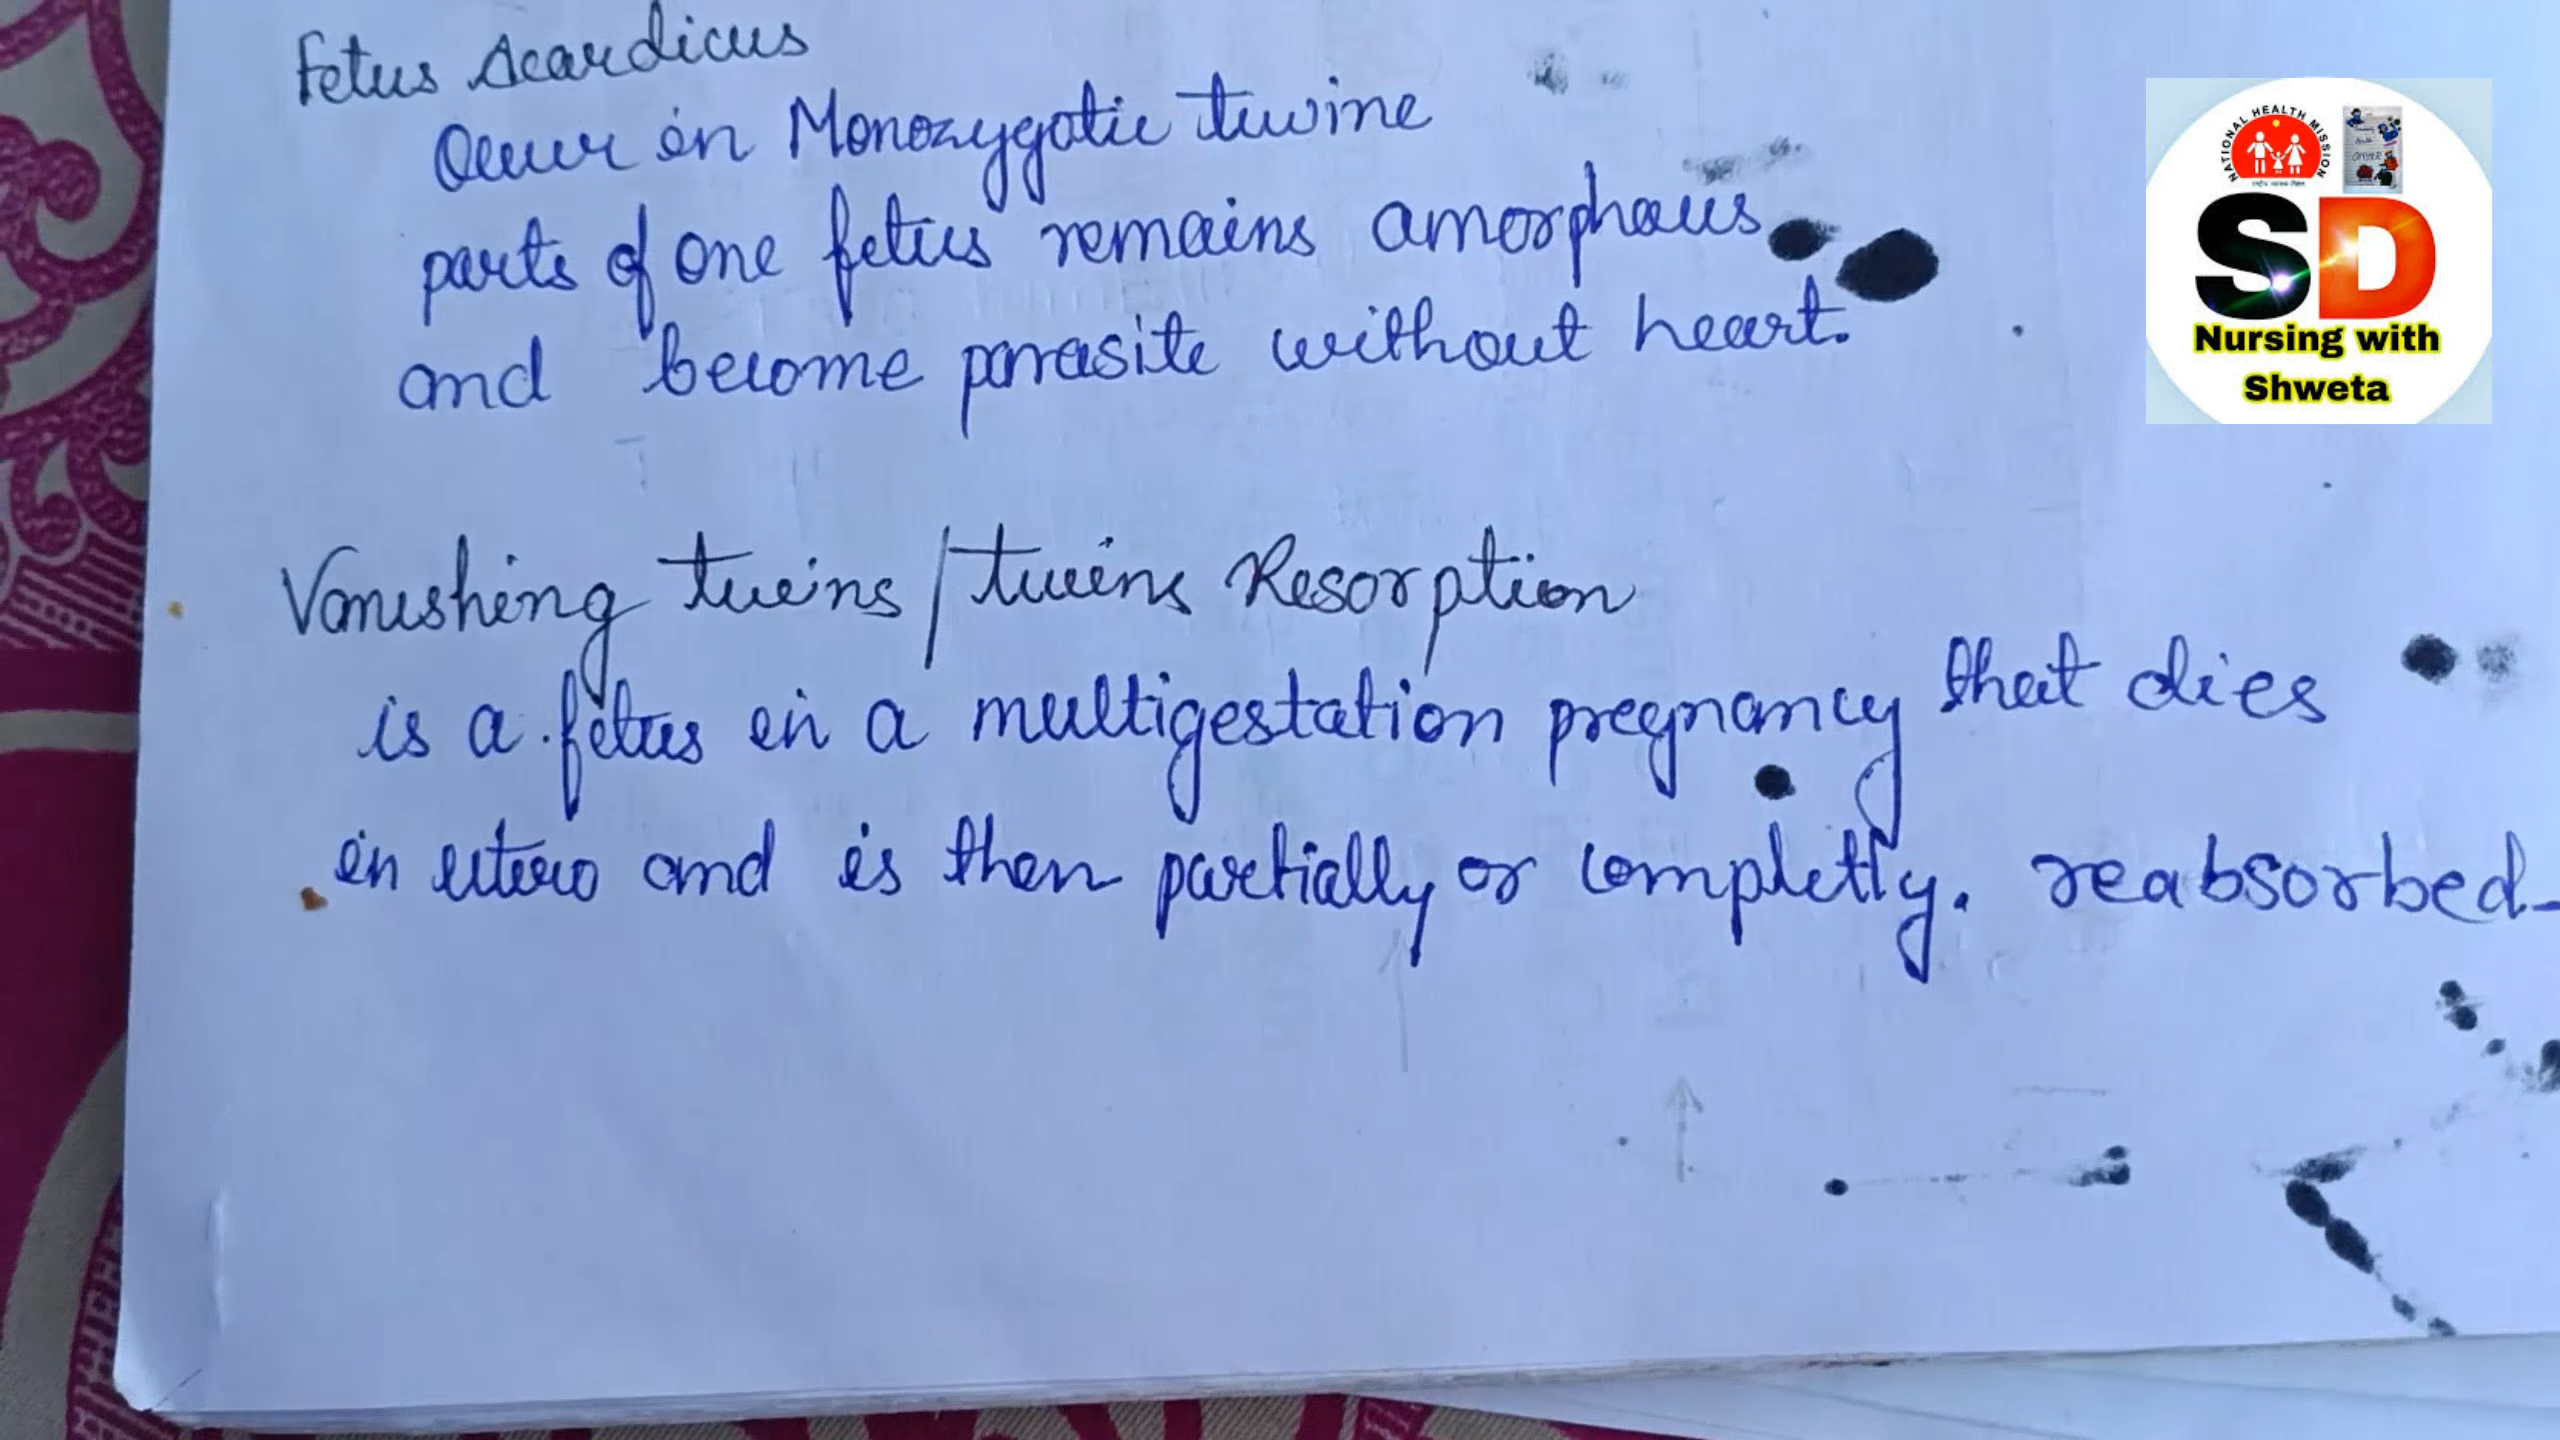 Fetus Acardicus
Occur in Monozygotic twine
parts of one fetus remains amorphous
and become parasite without heart.
Vanishing twins / twins Resorption
is a fetus in a multigestation pregnancy that dies
in utero and is then partially or completly. reabsorbed
NATIONAL HEALTH MISSION
SD
Nursing with
Shweta